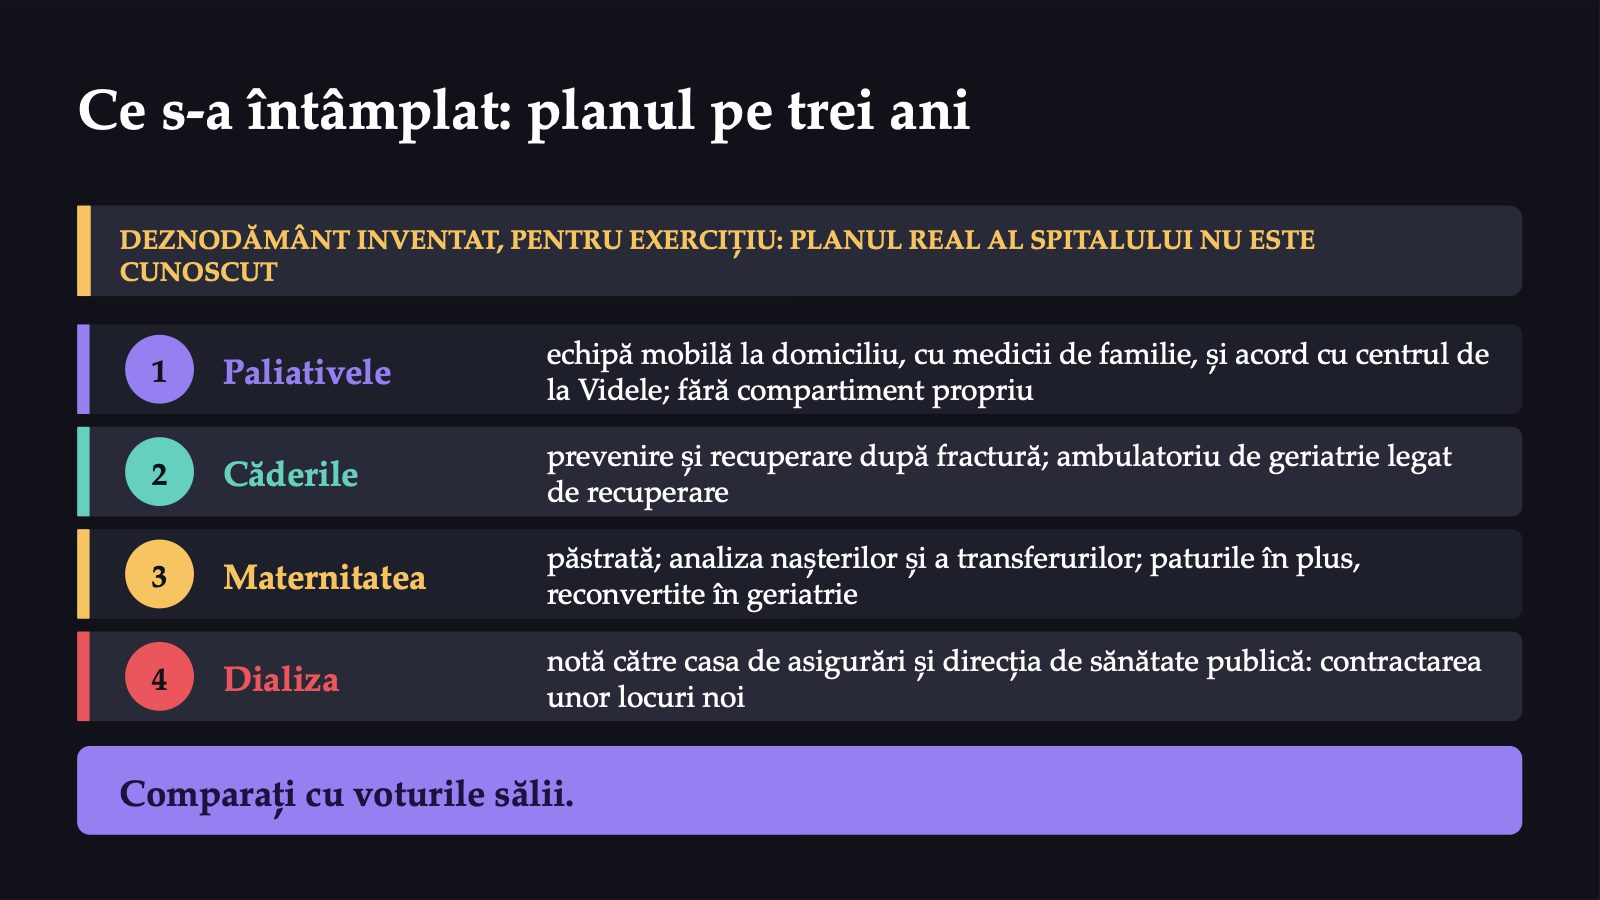 Ce s-a întâmplat: planul pe trei ani
DEZNODĂMÂNT INVENTAT, PENTRU EXERCIȚIU: PLANUL REAL AL SPITALULUI NU ESTE
CUNOSCUT
1
Paliativele
echipă mobilă la domiciliu, cu medicii de familie, și acord cu centrul de
la Videle; fără compartiment propriu
2
Căderile
prevenire și recuperare după fractură; ambulatoriu de geriatrie legat
de recuperare
3
Maternitatea
păstrată; analiza nașterilor și a transferurilor; paturile în plus,
reconvertite în geriatrie
4
Dializa
notă către casa de asigurări și direcția de sănătate publică: contractarea
unor locuri noi
Comparați cu voturile sălii.